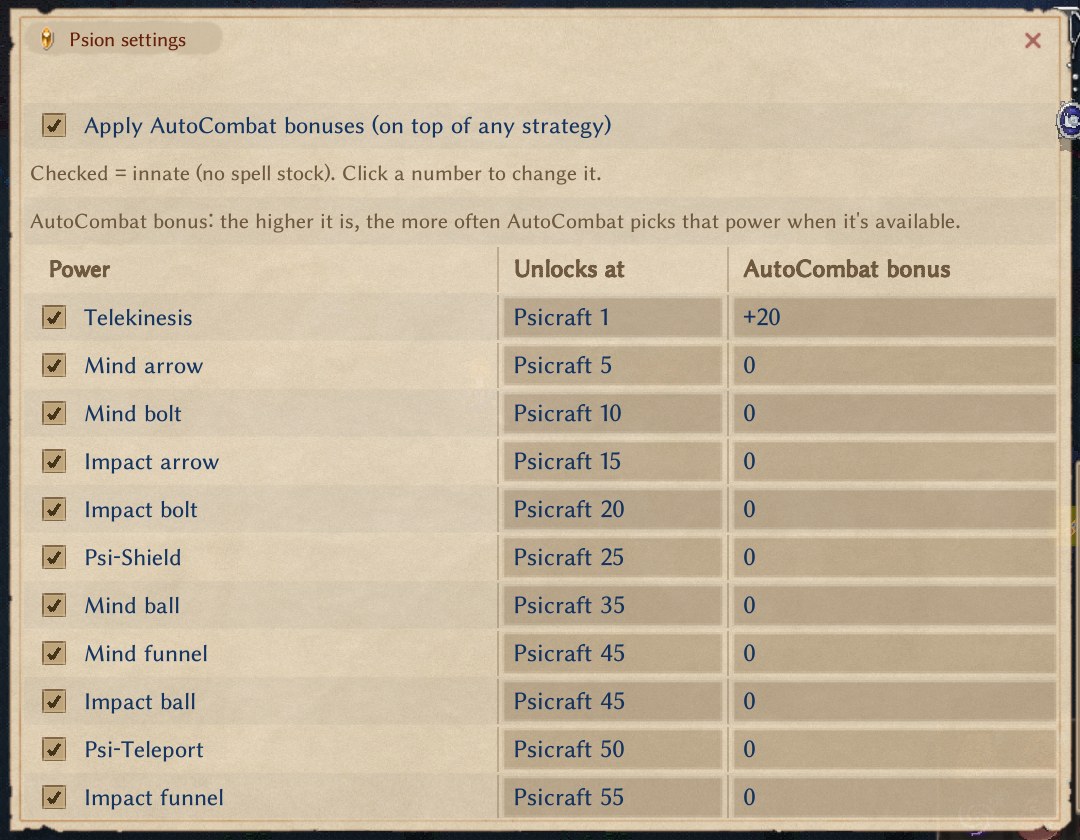 Psion settings
Apply AutoCombat bonuses (on top of any strategy)
Checked = innate (no spell stock). Click a number to change it.
AutoCombat bonus: the higher it is, the more often AutoCombat picks that power when it's available.
Power Unlocks at AutoCombat bonus
Telekinesis Psicraft 1 +20
Mind arrow Psicraft 5 0
Mind bolt Psicraft 10 0
Impact arrow Psicraft 15 0
Impact bolt Psicraft 20 0
Psi-Shield Psicraft 25 0
Mind ball Psicraft 35 0
Mind funnel Psicraft 45 0
Impact ball Psicraft 45 0
Psi-Teleport Psicraft 50 0
Impact funnel Psicraft 55 0